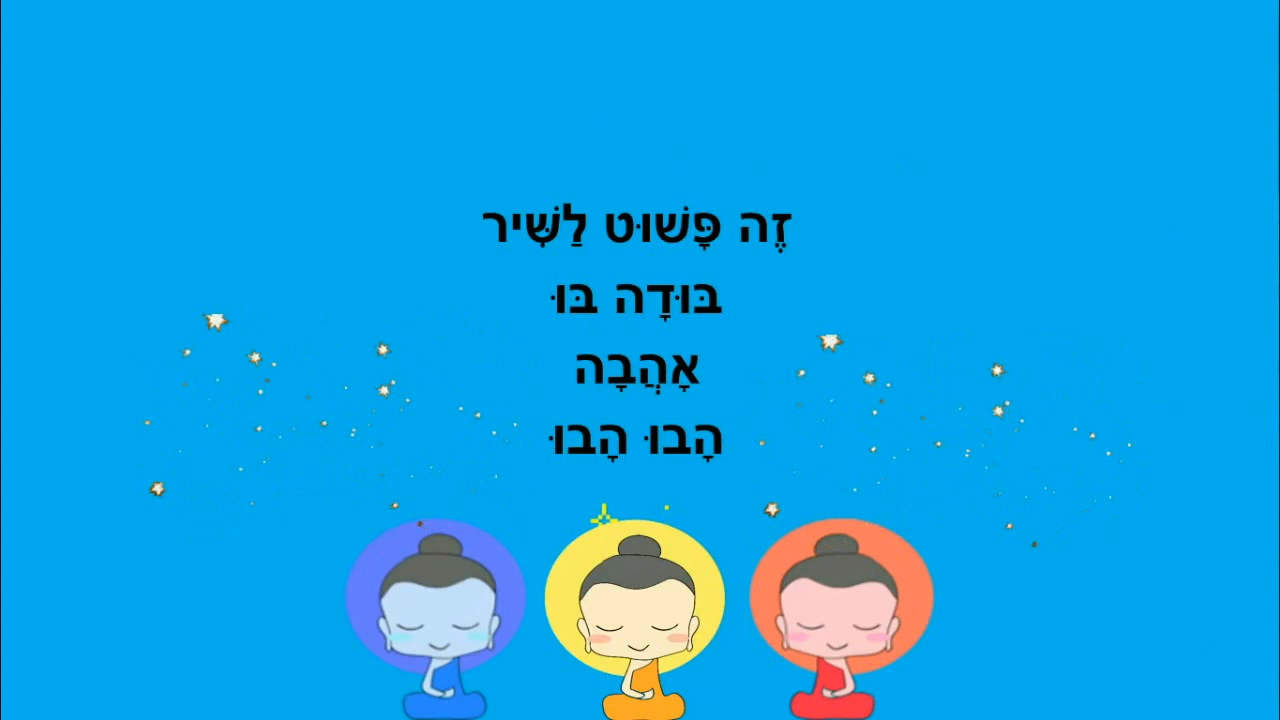 זֶה פָּשׁוּט לַשִּׁיר
בּוּדָה בּוּ
אָהֲבָה
הָבוּ הָבוּ